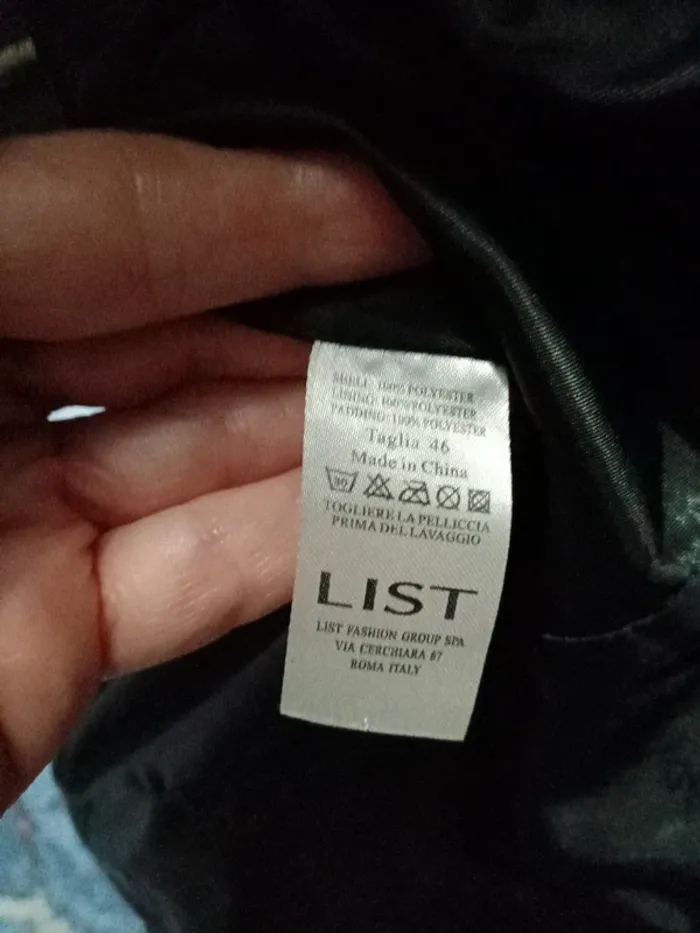 SHELL: 100% POLYESTER
LINING: 100% POLYESTER
PADDING: 100% POLYESTER
Taglia 46
Made in China
30
TOGLIERE LA PELLICCIA
PRIMA DEL LAVAGGIO
LIST
LIST FASHION GROUP SPA
VIA CERCHIARA 67
ROMA ITALY